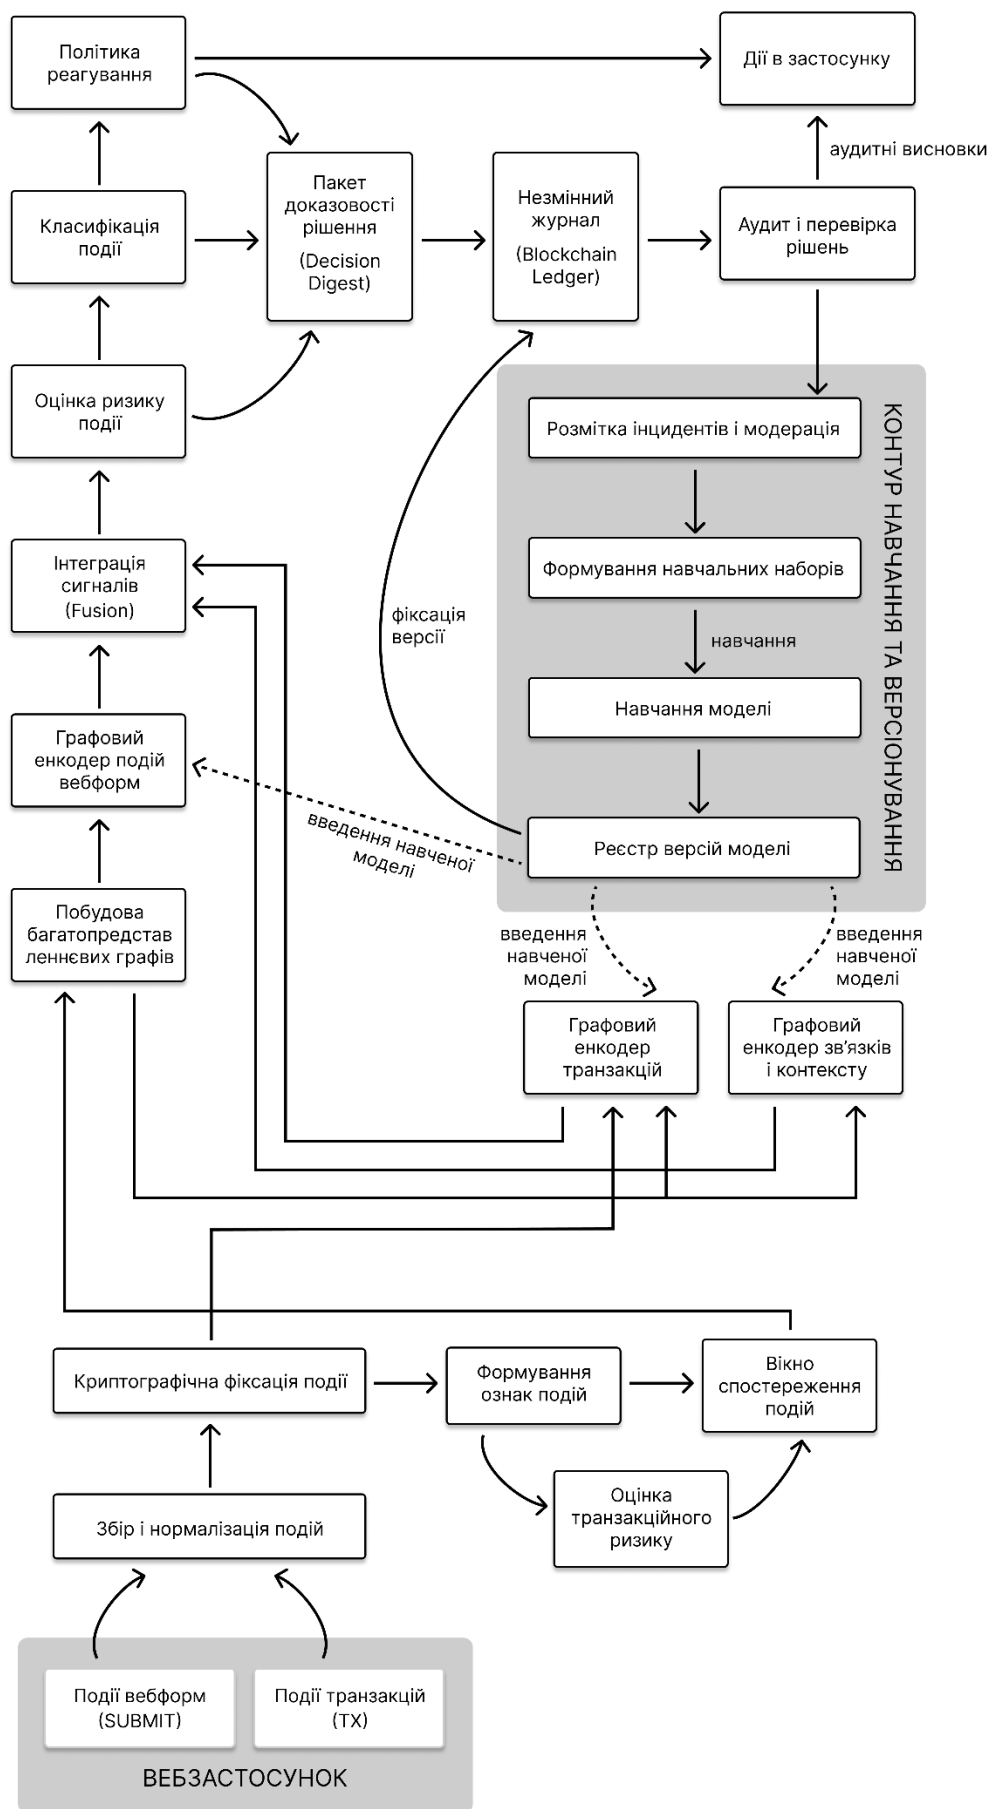 Політика
реагування
Дії в застосунку
аудитні висновки
Пакет
доказовості
рішення
(Decision
Digest)
Незмінний
журнал
(Blockchain
Ledger)
Класифікація
події
Аудит і перевірка
рішень
Оцінка ризику
події
КОНТУР НАВЧАННЯ ТА ВЕРСІОНУВАННЯ
Розмітка інцидентів і модерація
Формування навчальних наборів
навчання
Навчання моделі
Реєстр версій моделі
Інтеграція
сигналів
(Fusion)
фіксація
версії
Графовий
енкодер подій
вебформ
введення навченої
моделі
Побудова
багатопредстав
леннєвих графів
введення
навченої
моделі
введення
навченої
моделі
Графовий
енкодер
транзакцій
Графовий
енкодер зв'язків
і контексту
Криптографічна фіксація події
Формування
ознак подій
Вікно
спостереження
подій
Оцінка
транзакційного
ризику
Збір і нормалізація подій
Події вебформ
(SUBMIT)
Події транзакцій
(TX)
ВЕБЗАСТОСУНОК